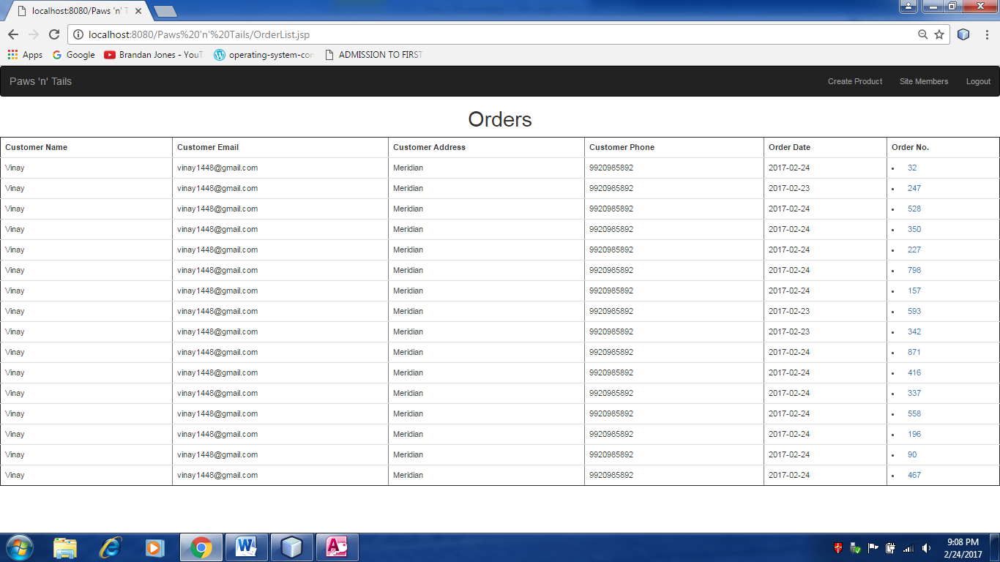 localhost:8080/Paws 'n' T
localhost:8080/Paws%20'n'%20Tails/OrderList.jsp
Apps Google Brandan Jones - YouT operating-system-con ADMISSION TO FIRST
Paws 'n' Tails Create Product Site Members Logout
Orders
Customer Name Customer Email Customer Address Customer Phone Order Date Order No.
Vinay vinay1448@gmail.com Meridian 9920985892 2017-02-24 • 32
Vinay vinay1448@gmail.com Meridian 9920985892 2017-02-23 • 247
Vinay vinay1448@gmail.com Meridian 9920985892 2017-02-24 • 528
Vinay vinay1448@gmail.com Meridian 9920985892 2017-02-24 • 350
Vinay vinay1448@gmail.com Meridian 9920985892 2017-02-24 • 227
Vinay vinay1448@gmail.com Meridian 9920985892 2017-02-24 • 798
Vinay vinay1448@gmail.com Meridian 9920985892 2017-02-24 • 157
Vinay vinay1448@gmail.com Meridian 9920985892 2017-02-23 • 593
Vinay vinay1448@gmail.com Meridian 9920985892 2017-02-23 • 342
Vinay vinay1448@gmail.com Meridian 9920985892 2017-02-24 • 871
Vinay vinay1448@gmail.com Meridian 9920985892 2017-02-24 • 416
Vinay vinay1448@gmail.com Meridian 9920985892 2017-02-24 • 337
Vinay vinay1448@gmail.com Meridian 9920985892 2017-02-24 • 558
Vinay vinay1448@gmail.com Meridian 9920985892 2017-02-24 • 196
Vinay vinay1448@gmail.com Meridian 9920985892 2017-02-24 • 90
Vinay vinay1448@gmail.com Meridian 9920985892 2017-02-24 • 467
9:08 PM
2/24/2017